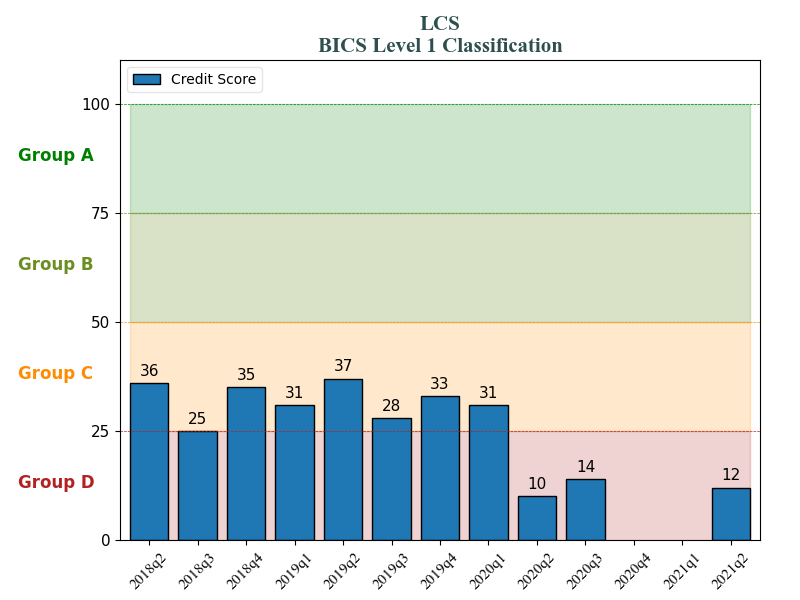 LCS
BICS Level 1 Classification
Credit Score
100
Group A
75
Group B
50
Group C
36
25
35
31
37
28
33
31
25
Group D
10
14
12
0
2018q2
2018q3
2018q4
2019q1
2019q2
2019q3
2019q4
2020q1
2020q2
2020q3
2020q4
2021q1
2021q2